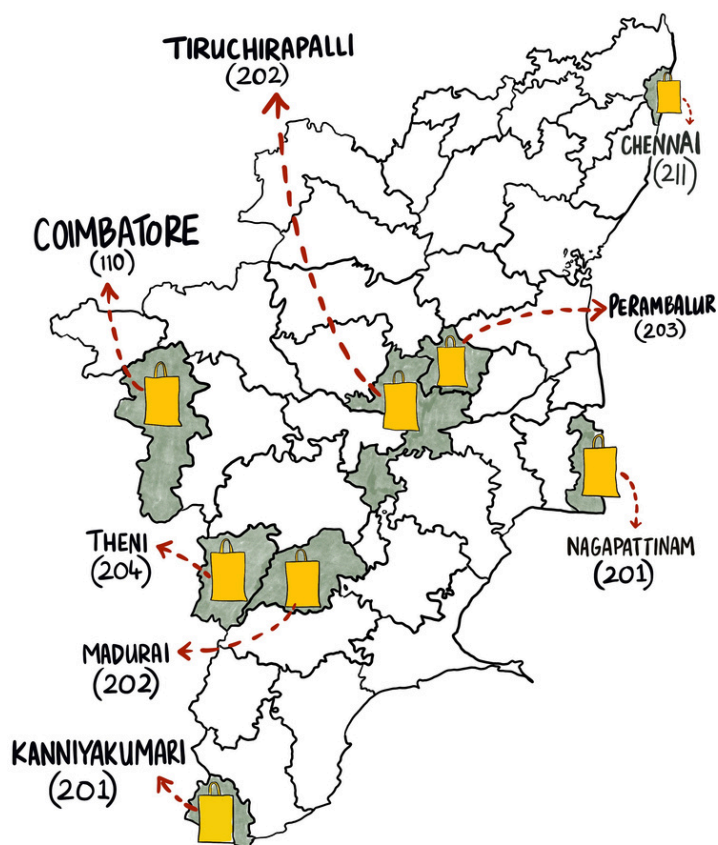 TIRUCHIRAPALLI
(202)
CHENNAI
(211)
COIMBATORE
(110)
PERAMBALUR
(203)
THENI
(204)
NAGAPATTINAM
(201)
MADURAI
(202)
KANNIYAKUMARI
(201)